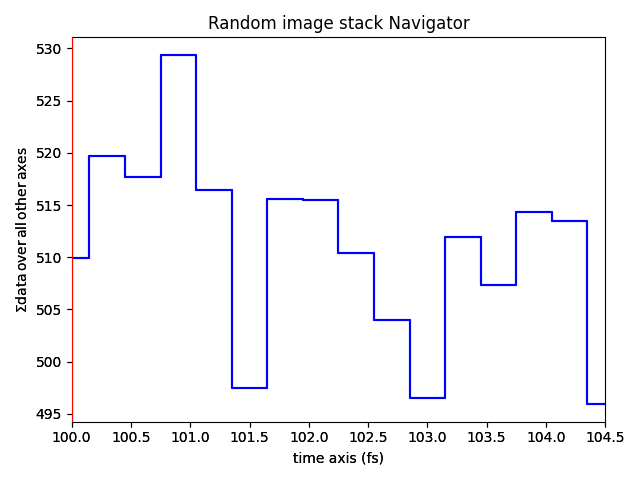 Random image stack Navigator
530
525
520
515
510
505
500
495
Σdata over all other axes
100.0 100.5 101.0 101.5 102.0 102.5 103.0 103.5 104.0 104.5
time axis (fs)